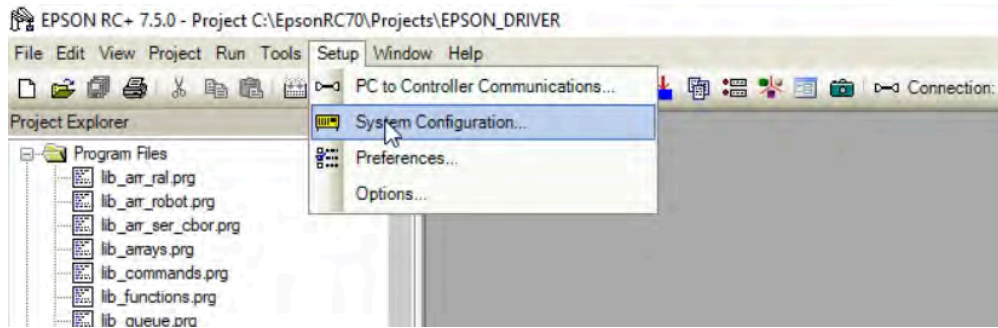 EPSON RC+ 7.5.0 - Project C:\EpsonRC70\Projects\EPSON_DRIVER
File Edit View Project Run Tools Setup Window Help
PC to Controller Communications...
Connection:
Project Explorer
System Configuration...
Program Files
Preferences...
lib_arr_ral.prg
lib_arr_robot.prg
Options...
lib_arr_ser_cbor.prg
lib_arrays.prg
lib_commands.prg
lib_functions.prg
lib_queue.prg